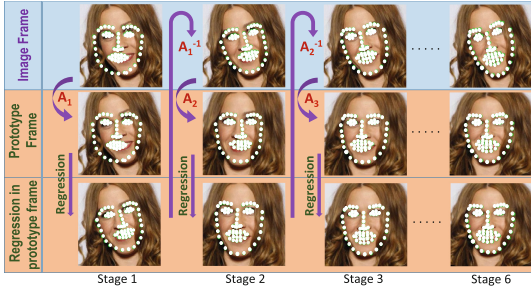 Image Frame
A1-1
A2-1
. . . . .
A1
A2
A3
Prototype
Frame
. . . . .
Regression
Regression
Regression
Regression in
prototype frame
. . . . .
Stage 1
Stage 2
Stage 3
Stage 6